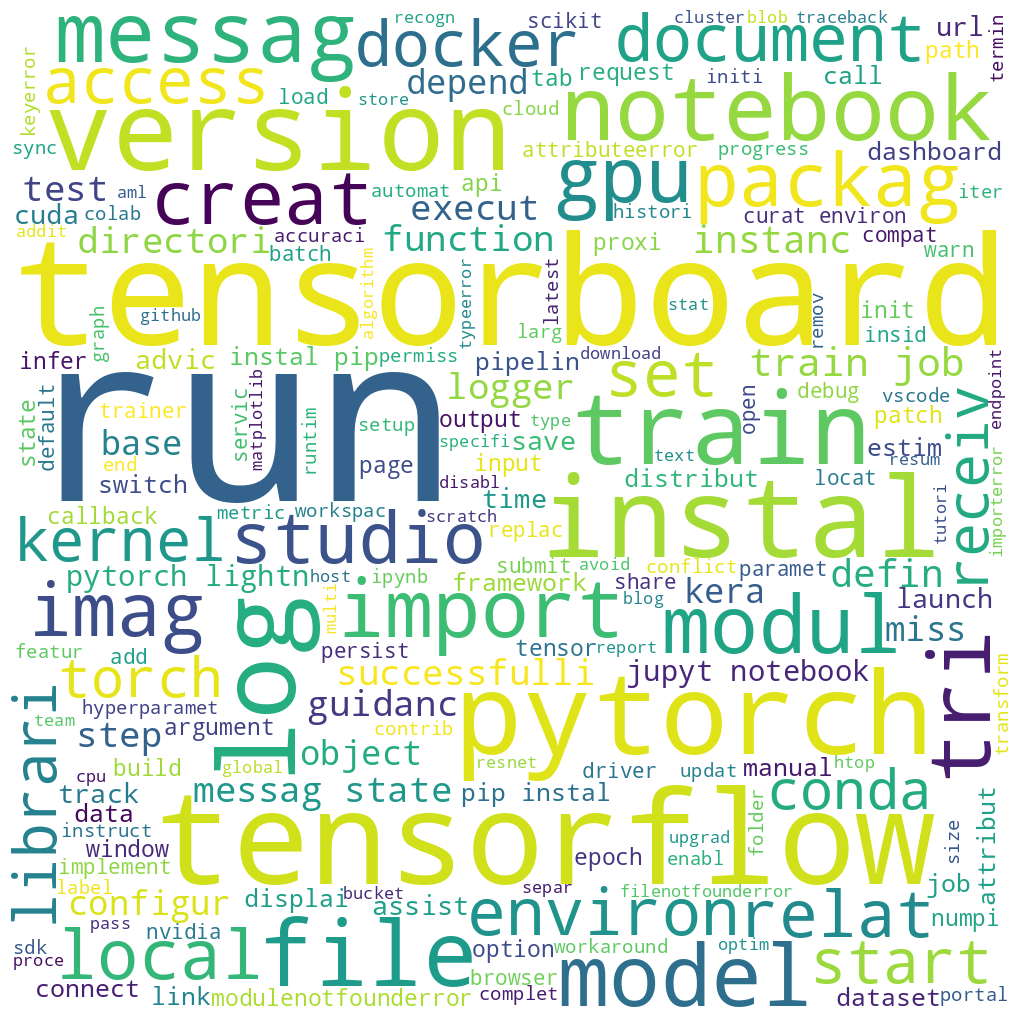 recogn scikit cluster blob traceback
messag docker document url path termin
keyerror access depend tab request initi call
load store cloud
sync version notebook
attributeerror progress dashboard
test aml creat automat api gpu packag iter
cuda colab execut histori curat environ
addit directori accuraci function proxi instanc compat warn
batch
tensorboard
graph github algorithm typeerror latest larg stat remov init insid
infer advic instal pip permiss pipelin download set train job endpoint
run logger debug vscode
state default trainer servic matplotlib runtim setup output type train open patch receiv
base page specifi save text estim
end switch input distribut locat resum
callback metric workspac disabl time instal tutori importerror
kernel studio scratch replac
pytorch lightn host ipynb submit avoid conflict paramet defin
framework share kera launch
imag multi log import blog modul miss
featur add persist tensor report tri
torch successfulli jupyt notebook transform
librari team hyperparamet guidanc pytorch
step argument contrib
object
cpu build global resnet driver updat manual htop
track messag state pip instal conda
data tensorflow folder size attribut
instruct window upgrad
implement epoch enabl
label configur bucket separ filenotfounderror job
displai assist environ relat numpi
pass nvidia
sdk local file option workaround optim start
proce browser model
connect link modulenotfounderror complet dataset portal